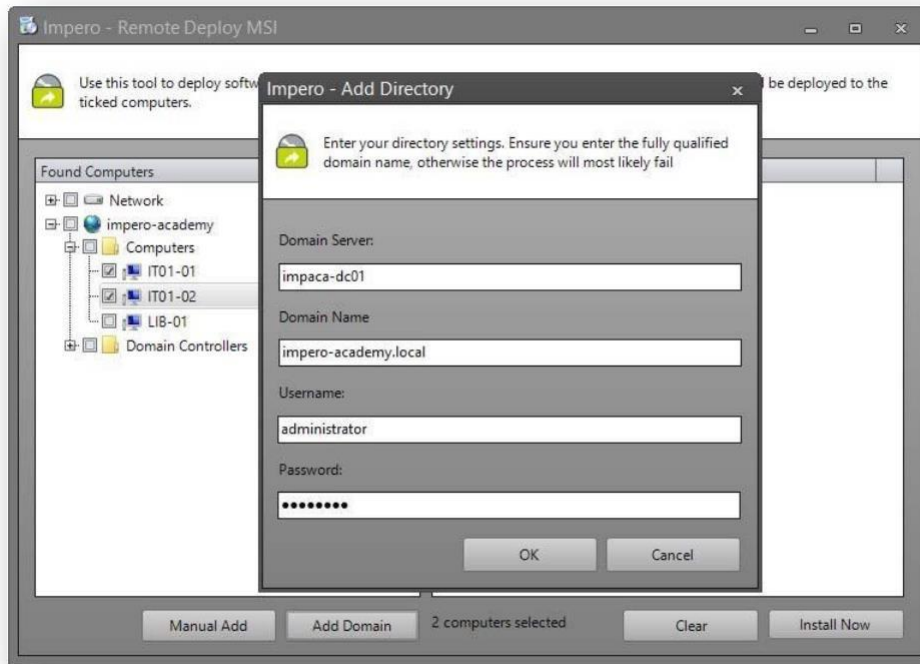 Impero - Remote Deploy MSI
Use this tool to deploy softw
be deployed to the
ticked computers.
Found Computers
Network
impero-academy
Computers
IT01-01
IT01-02
LIB-01
Domain Controllers
Impero - Add Directory
Enter your directory settings. Ensure you enter the fully qualified
domain name, otherwise the process will most likely fail
Domain Server:
impaca-dc01
Domain Name
impero-academy.local
Username:
administrator
Password:
••••••••
OK
Cancel
Manual Add
Add Domain
2 computers selected
Clear
Install Now